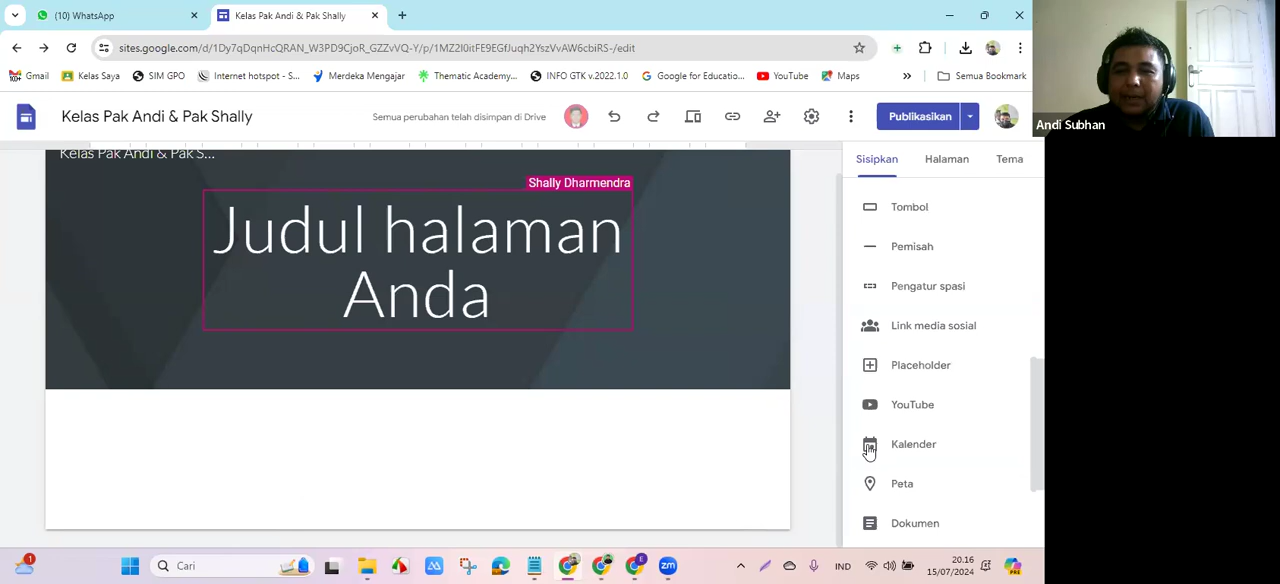 (10) WhatsApp
Kelas Pak Andi & Pak Shally
sites.google.com/d/1Dy7qDqnHcQRAN_W3PD9CjoR_GZZvVQ-Y/p/1MZ2I0itFE9EGfJuqh2YszvVAW6cbiRS-/edit
Gmail
Kelas Saya
SIM GPO
Internet hotspot - S...
Merdeka Mengajar
Thematic Academy...
INFO GTK v.2022.1.0
Google for Educatio...
YouTube
Maps
Semua Bookmark
Kelas Pak Andi & Pak Shally
Semua perubahan telah disimpan di Drive
Publikasikan
Andi Subhan
Kelas Pak Andi & Pak S...
Shally Dharmendra
Judul halaman
Anda
Sisipkan
Halaman
Tema
Tombol
Pemisah
Pengatur spasi
Link media sosial
Placeholder
YouTube
Kalender
Peta
Dokumen
1
Cari
zm
IND
20.16
15/07/2024
PRE